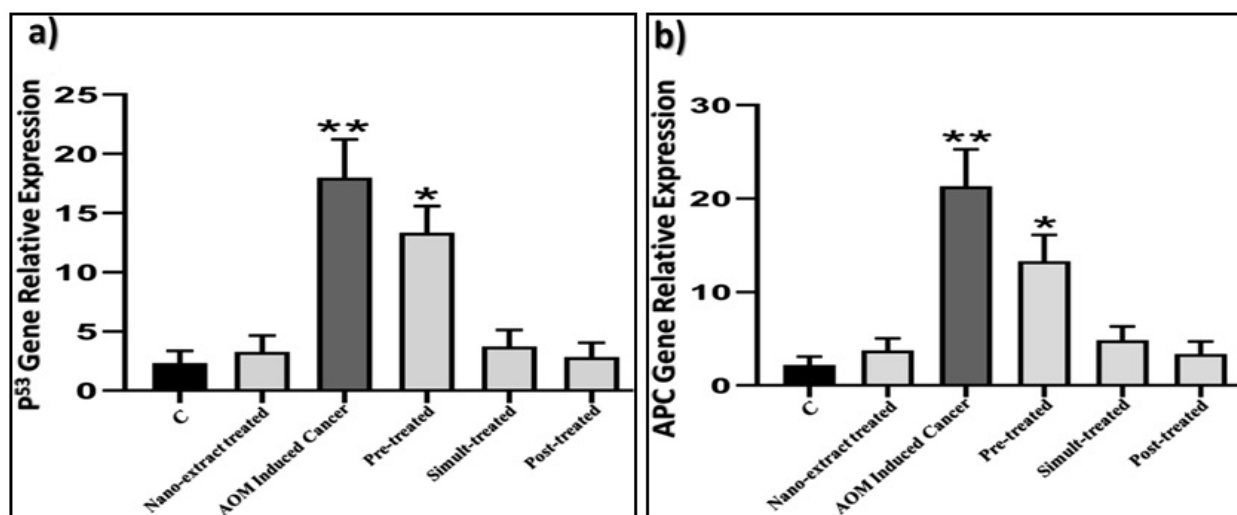 a)
p53 Gene Relative Expression
25
20
15
10
5
0
**
*
C
Nano-extract treated
AOM Induced Cancer
Pre-treated
Simult-treated
Post-treated
b)
APC Gene Relative Expression
30
20
10
0
**
*
C
Nano-extract treated
AOM Induced Cancer
Pre-treated
Simult-treated
Post-treated